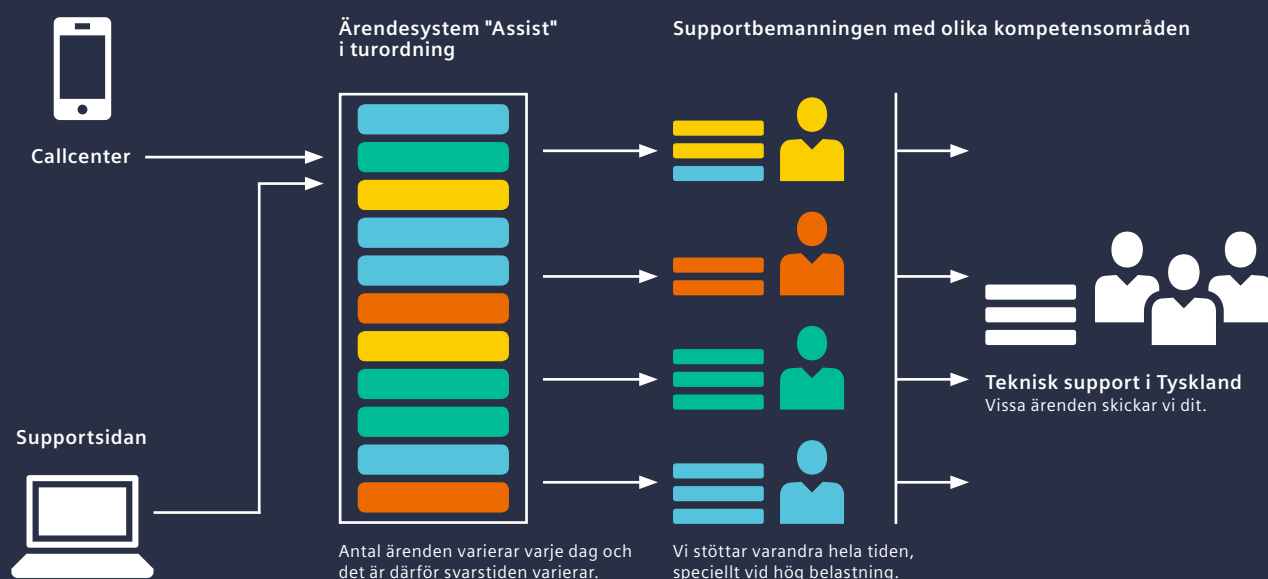 Callcenter
Supportsidan
Ärendesystem "Assist"
i turordning
Antal ärenden varierar varje dag och
det är därför svarstiden varierar.
Supportbemanningen med olika kompetensområden
Vi stöttar varandra hela tiden,
speciellt vid hög belastning.
Teknisk support i Tyskland
Vissa ärenden skickar vi dit.